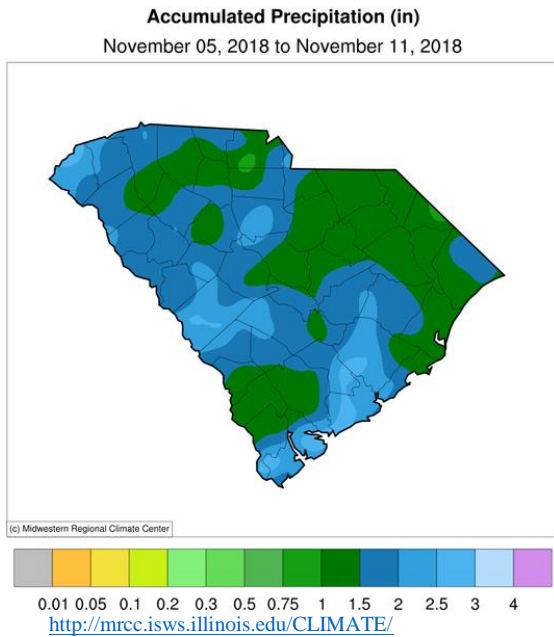 Accumulated Precipitation (in)
November 05, 2018 to November 11, 2018
(c) Midwestern Regional Climate Center
0.01 0.05 0.1 0.2 0.3 0.5 0.75 1 1.5 2 2.5 3 4
http://mrcc.isws.illinois.edu/CLIMATE/